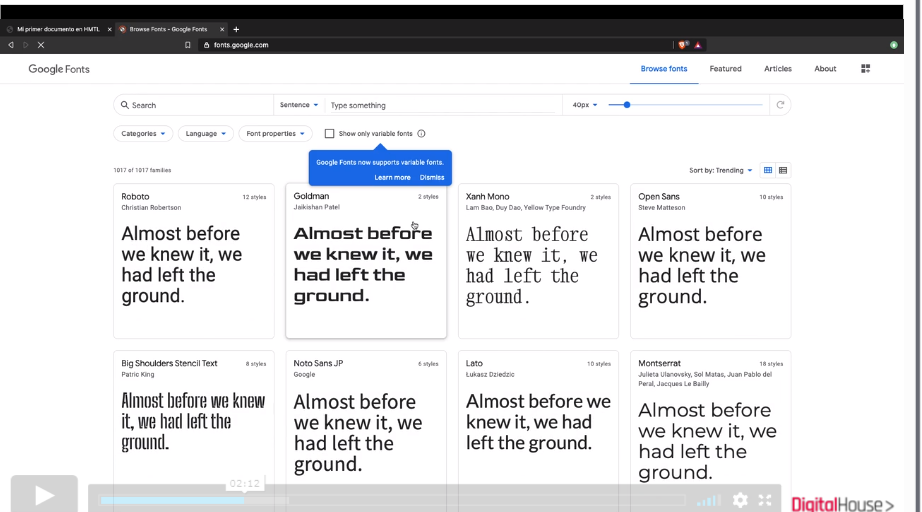 Mi primer documento en HMTL
Browse Fonts - Google Fonts
fonts.google.com
Google Fonts
Browse fonts
Featured
Articles
About
Search
Sentence
Type something
40px
Categories
Language
Font properties
Show only variable fonts
Google Fonts now supports variable fonts.
Learn more Dismiss
1017 of 1017 families
Sort by: Trending
Roboto
12 styles
Christian Robertson
Almost before
we knew it, we
had left the
ground.
Goldman
2 styles
Jaikishan Patel
Almost before
we knew it, we
had left the
ground.
Xanh Mono
2 styles
Lam Bao, Duy Dao, Yellow Type Foundry
Almost before
we knew it, we
had left the
ground.
Open Sans
10 styles
Steve Matteson
Almost before
we knew it, we
had left the
ground.
Big Shoulders Stencil Text
8 styles
Patric King
Almost before we knew
it, we had left the
ground.
Noto Sans JP
6 styles
Google
Almost before
we knew it, we
had left the
ground.
Lato
10 styles
Łukasz Dziedzic
Almost before we
knew it, we had
left the ground.
Montserrat
18 styles
Julieta Ulanovsky, Sol Matas, Juan Pablo del
Peral, Jacques Le Bailly
Almost before
we knew it, we
had left the
ground.
02:12
DigitalHouse>